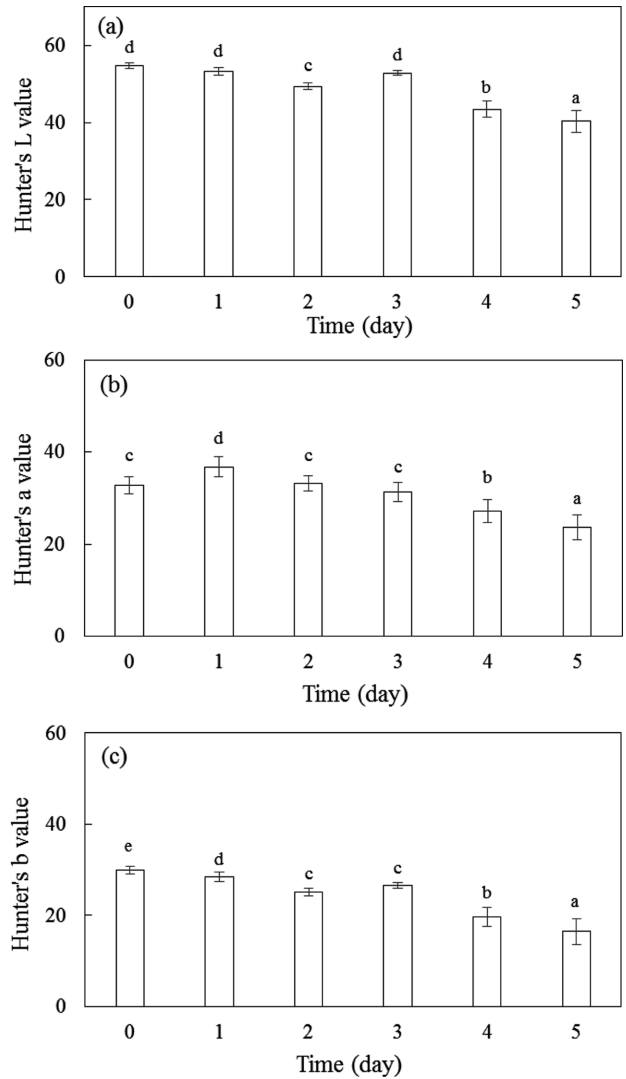 (a)
d
d
c
d
b
a
60
40
20
0
Hunter's L value
0 1 2 3 4 5
Time (day)
(b)
c
d
c
c
b
a
60
40
20
0
Hunter's a value
0 1 2 3 4 5
Time (day)
(c)
e
d
c
c
b
a
60
40
20
0
Hunter's b value
0 1 2 3 4 5
Time (day)